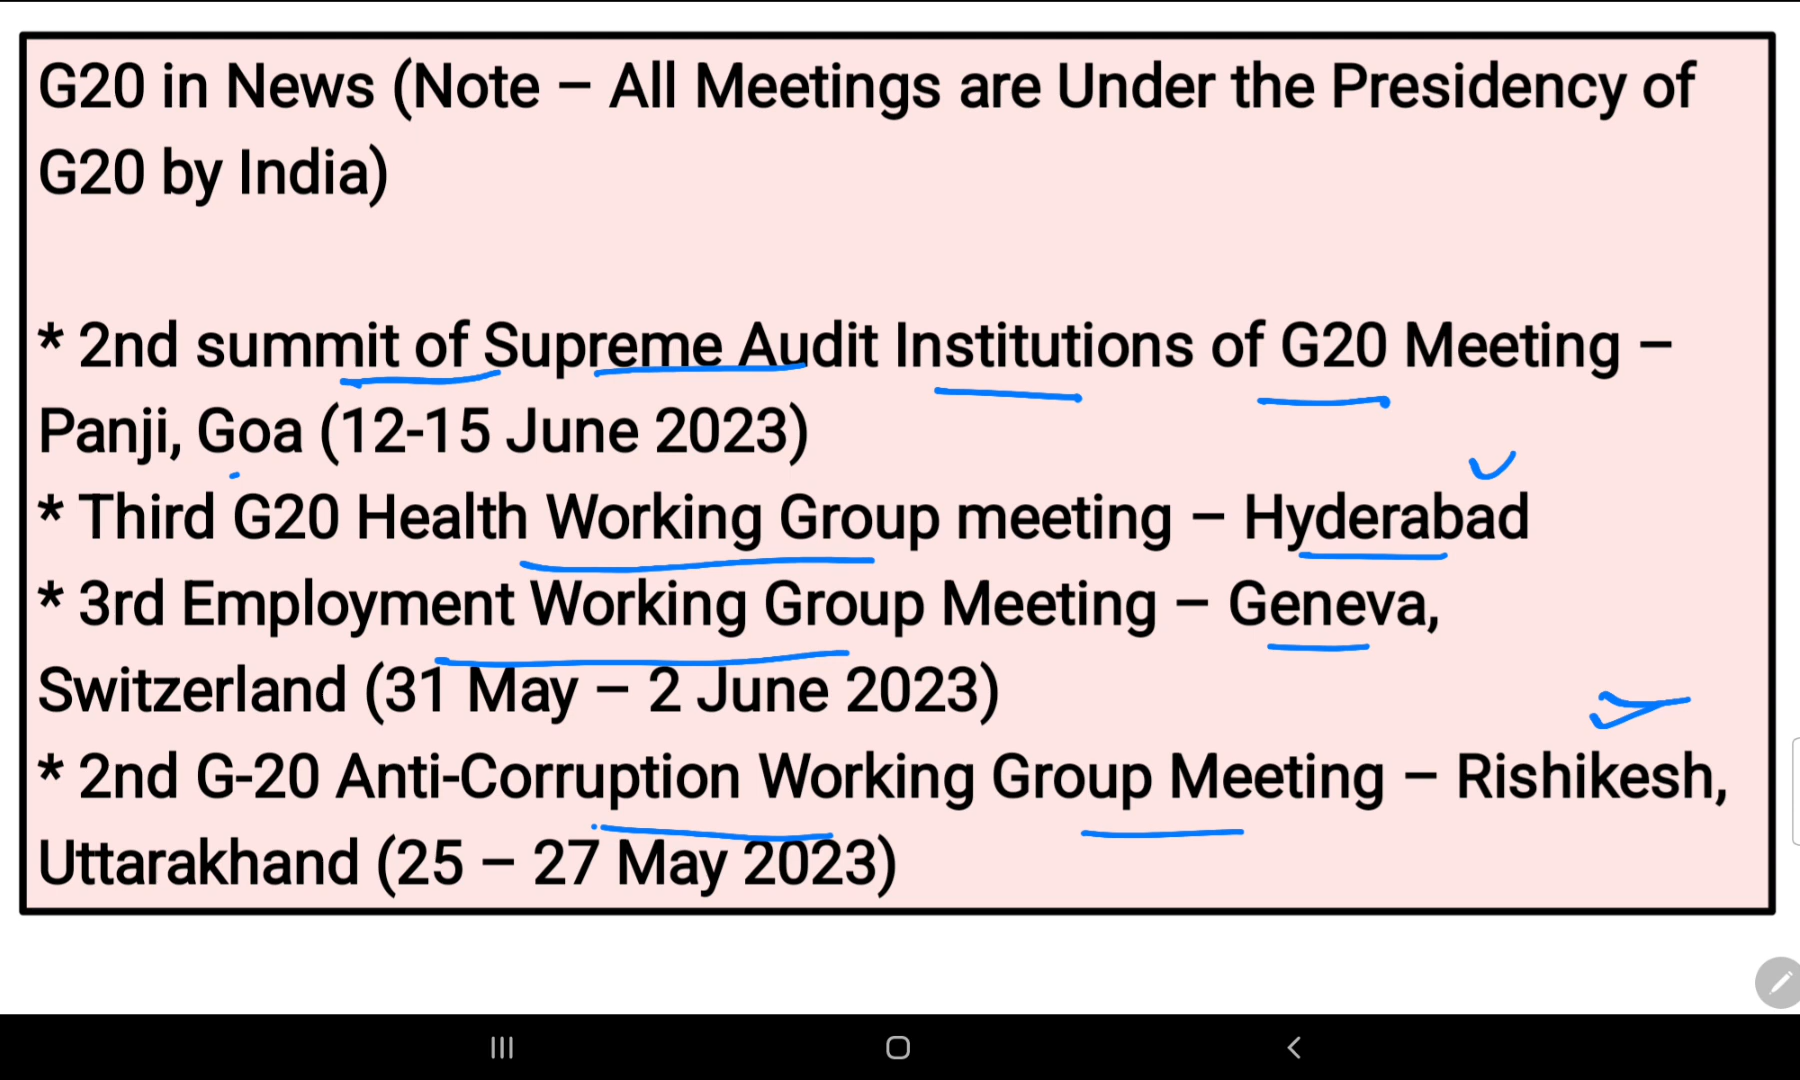 G20 in News (Note – All Meetings are Under the Presidency of
G20 by India)
* 2nd summit of Supreme Audit Institutions of G20 Meeting –
Panji, Goa (12-15 June 2023)
* Third G20 Health Working Group meeting – Hyderabad
* 3rd Employment Working Group Meeting – Geneva,
Switzerland (31 May – 2 June 2023)
* 2nd G-20 Anti-Corruption Working Group Meeting – Rishikesh,
Uttarakhand (25 – 27 May 2023)